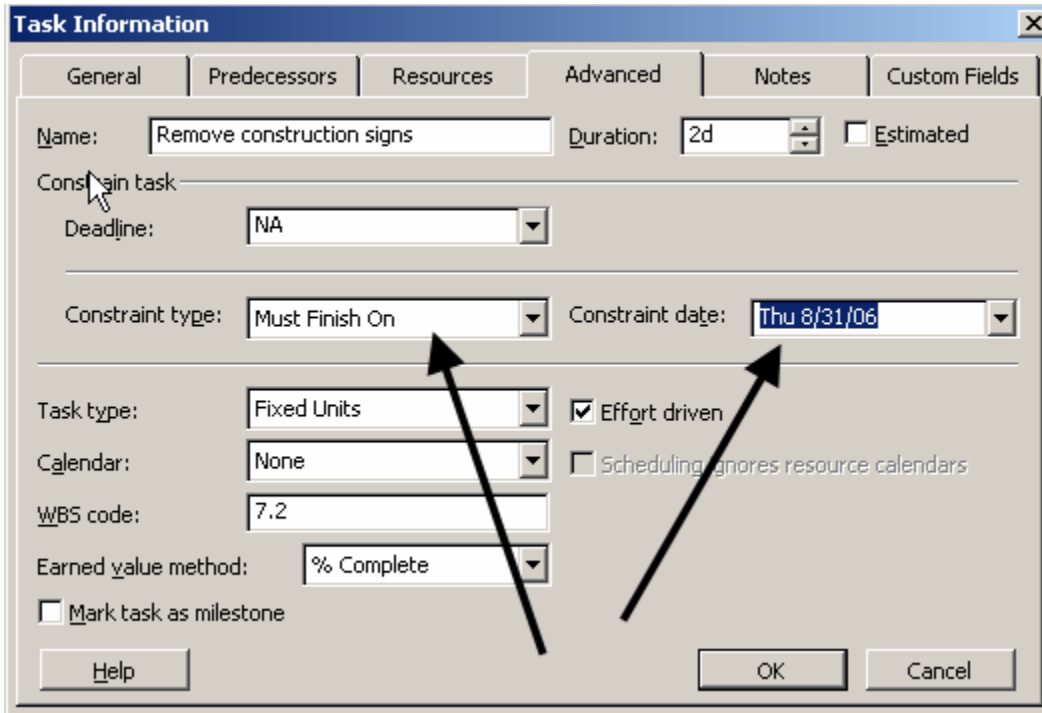 Task Information
General Predecessors Resources Advanced Notes Custom Fields
Name: Remove construction signs Duration: 2d Estimated
Constrain task
Deadline: NA
Constraint type: Must Finish On Constraint date: Thu 8/31/06
Task type: Fixed Units Effort driven
Calendar: None Scheduling ignores resource calendars
WBS code: 7.2
Earned value method: % Complete
Mark task as milestone
Help OK Cancel